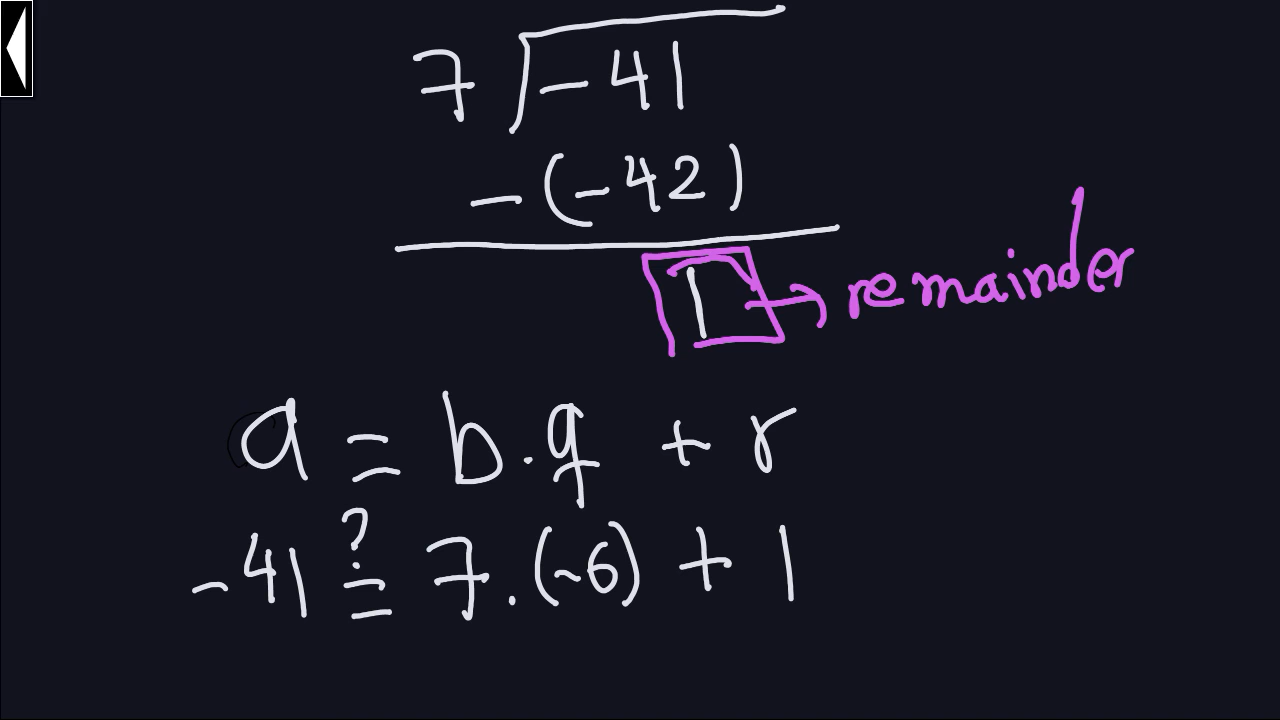 7 ⟌ -41
- (-42)
1 → remainder
a = b . q + r
-41 ≟ 7 . (-6) + 1